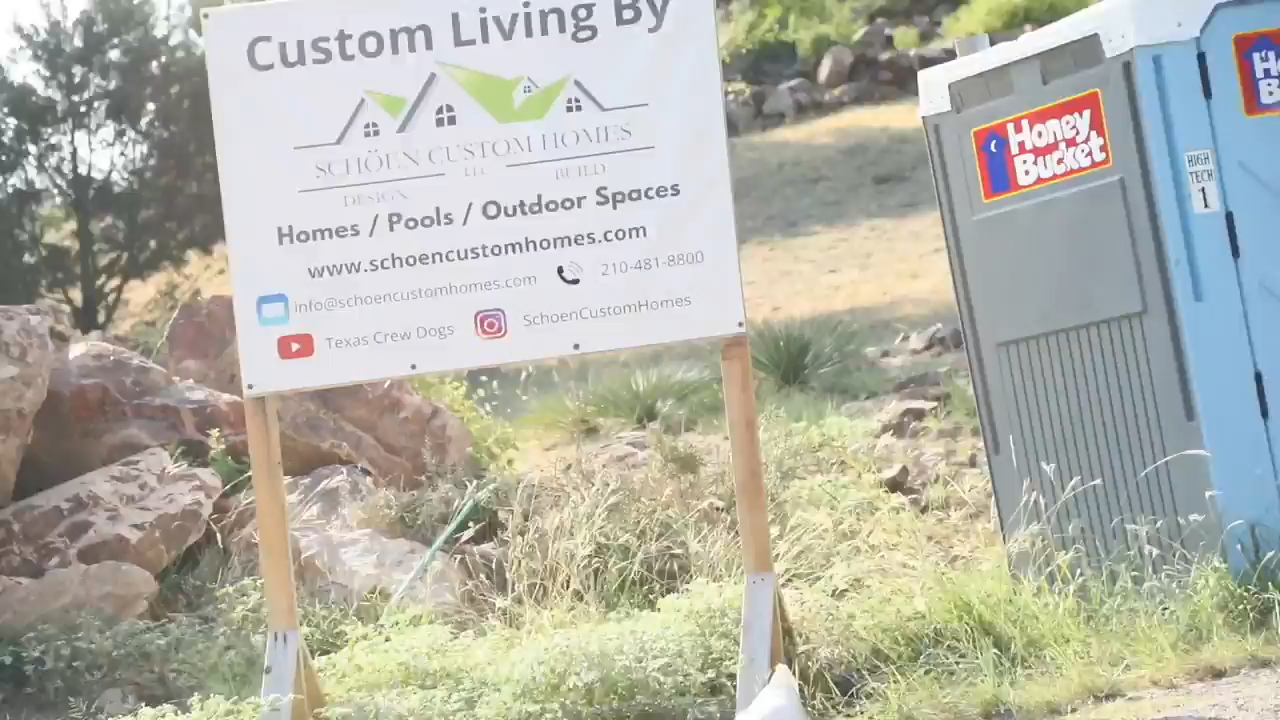 Custom Living By
SCHÖEN CUSTOM HOMES
LLC
DESIGN
BUILD
Homes / Pools / Outdoor Spaces
www.schoencustomhomes.com
info@schoencustomhomes.com
210-481-8800
Texas Crew Dogs
SchoenCustomHomes
Honey
Bucket
HIGH
TECH
1